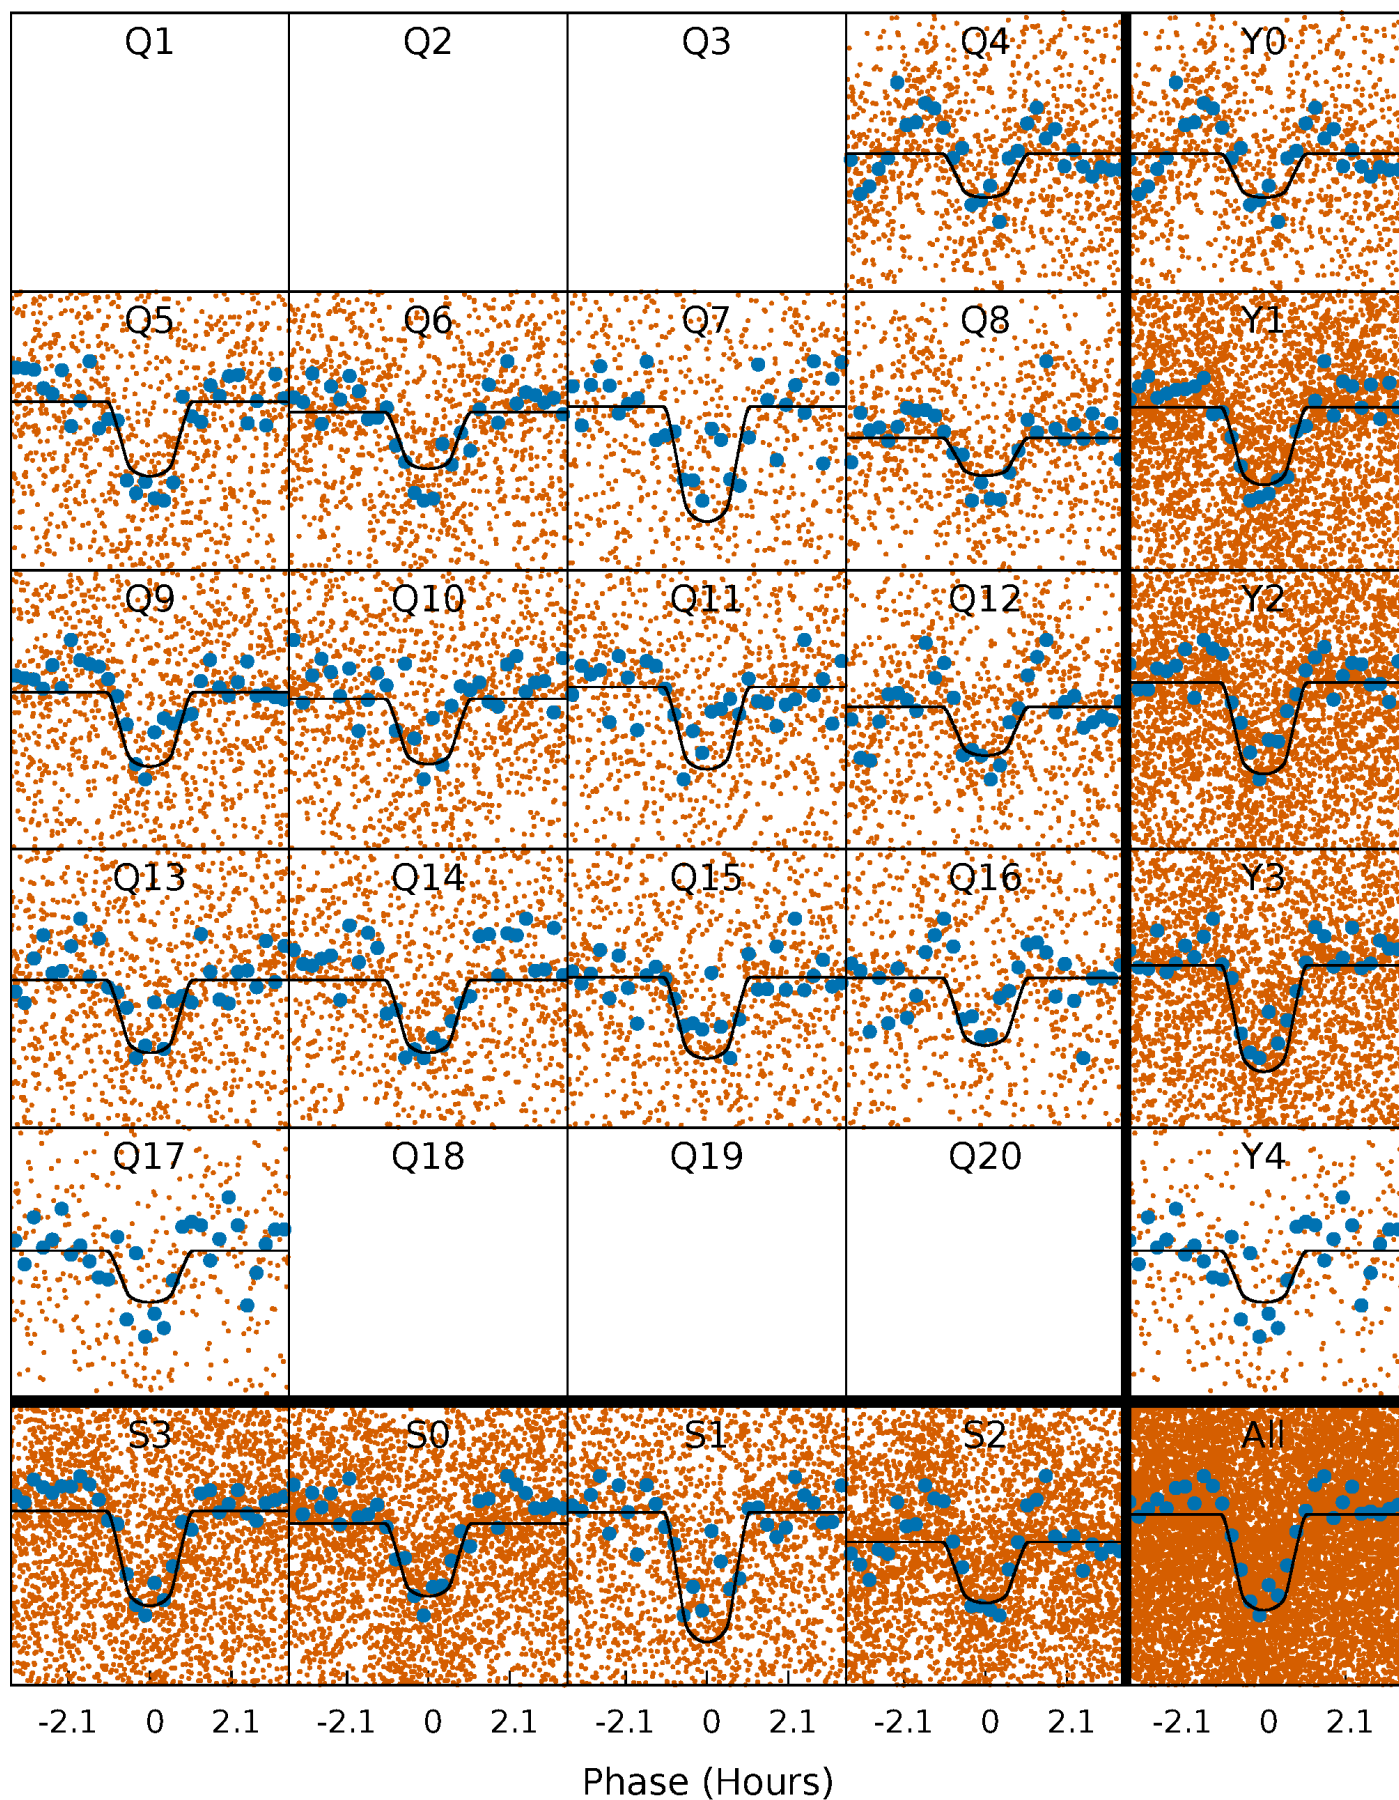 Q1 Q2 Q3 Q4 Y0
Q5 Q6 Q7 Q8 Y1
Q9 Q10 Q11 Q12 Y2
Q13 Q14 Q15 Q16 Y3
Q17 Q18 Q19 Q20 Y4
S3 S0 S1 S2 All
-2.1 0 2.1 -2.1 0 2.1 -2.1 0 2.1 -2.1 0 2.1 -2.1 0 2.1
Phase (Hours)